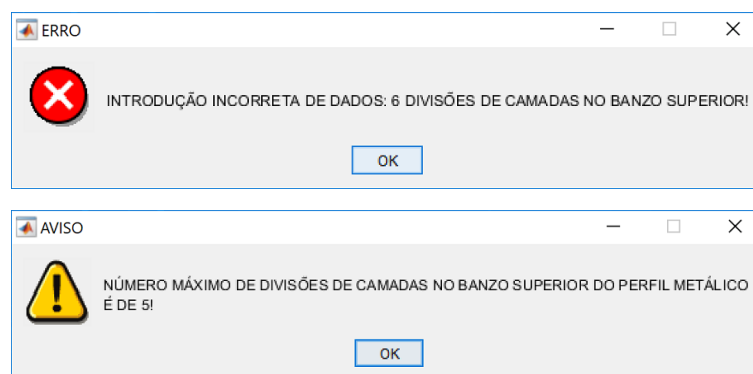 ERRO
INTRODUÇÃO INCORRETA DE DADOS: 6 DIVISÕES DE CAMADAS NO BANZO SUPERIOR!
OK
AVISO
NÚMERO MÁXIMO DE DIVISÕES DE CAMADAS NO BANZO SUPERIOR DO PERFIL METÁLICO
É DE 5!
OK